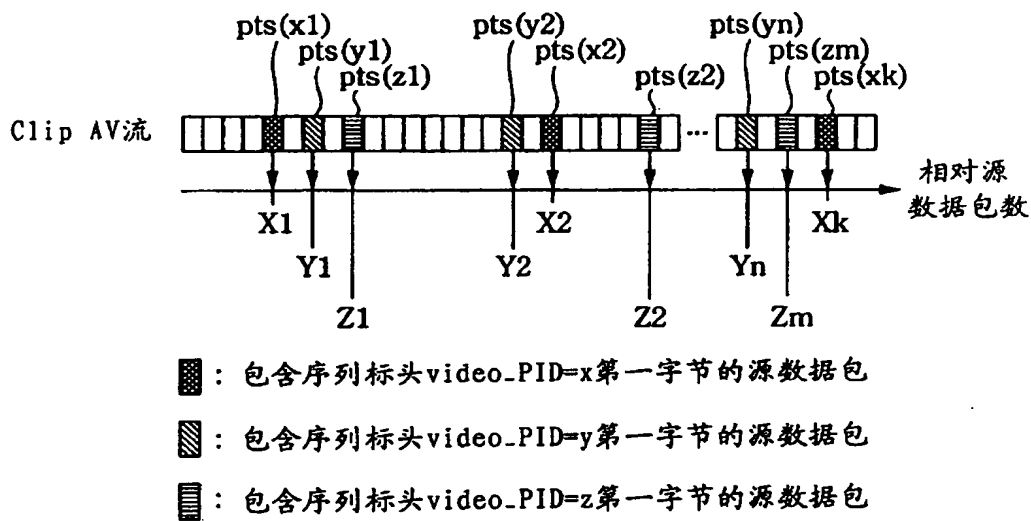 pts(x1) pts(y2) pts(yn)
pts(y1) pts(x2) pts(zm)
pts(z1) pts(z2) pts(xk)
Clip AV流 ...
相对源
数据包数
X1 X2 Xk
Y1 Y2 Yn
Z1 Z2 Zm
: 包含序列标头video_PID=x第一字节的源数据包
: 包含序列标头video_PID=y第一字节的源数据包
: 包含序列标头video_PID=z第一字节的源数据包